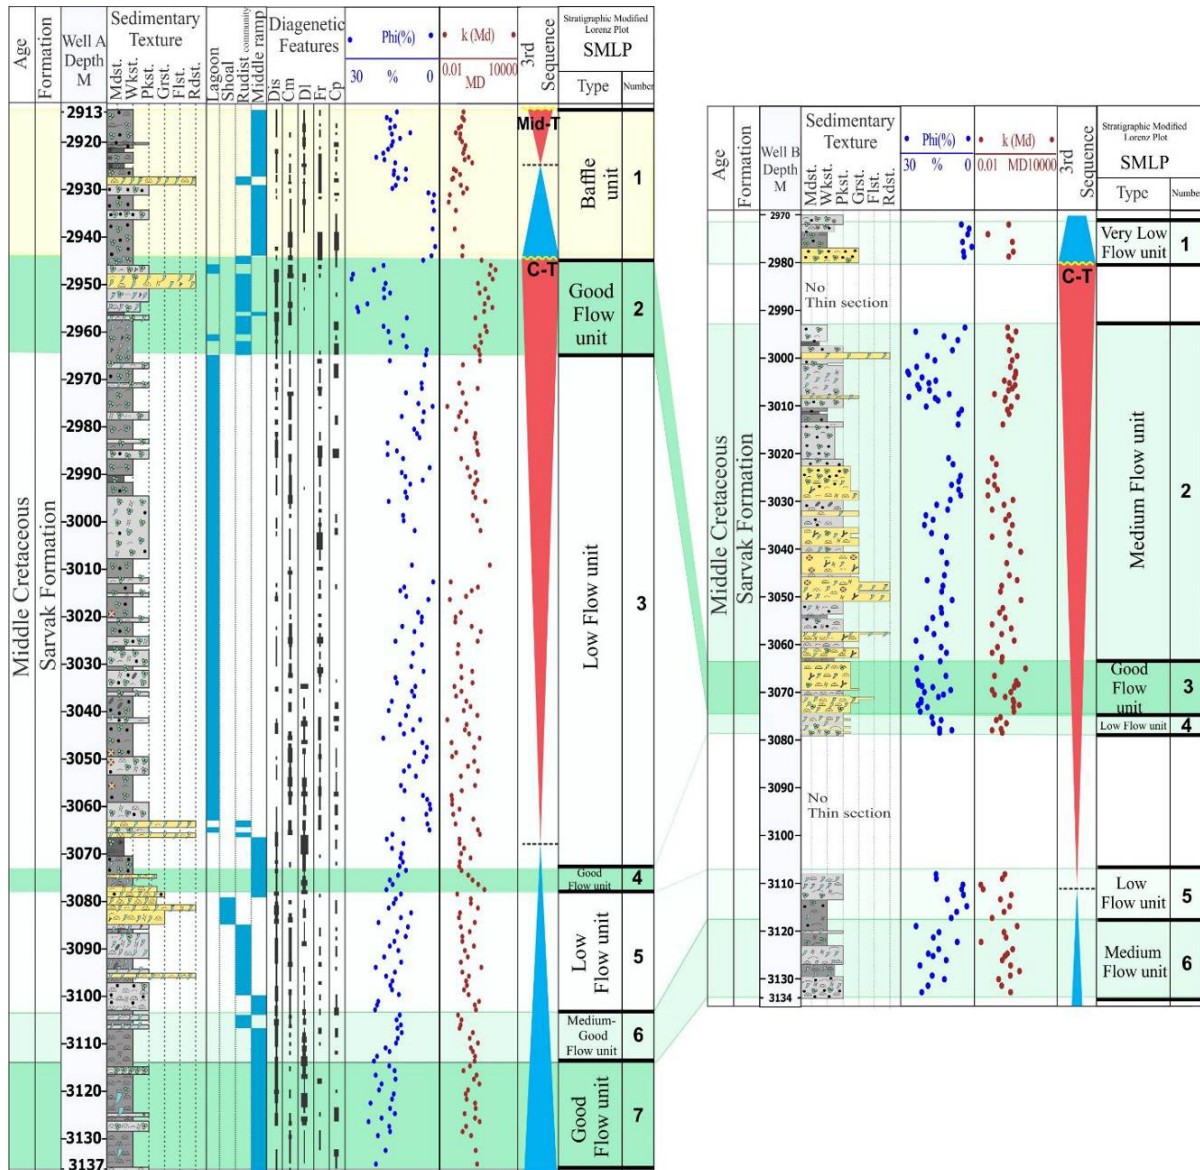 Age
Formation
Well A
Depth
M
Sedimentary
Texture
Mdst.
Wkst.
Pkst.
Grst.
Flst.
Rdst.
Lagoon
Shoal
Rudist community
Middle ramp
Diagenetic
Features
Dis
Cm
Dl
Fr
Cp
Phi(%)
30 % 0
k (Md)
0.01 10000
MD
3rd
Sequence
Stratigraphic Modified
Lorenz Plot
SMLP
Type
Number
Middle Cretaceous
Sarvak Formation
2913
2920
2930
2940
2950
2960
2970
2980
2990
3000
3010
3020
3030
3040
3050
3060
3070
3080
3090
3100
3110
3120
3130
3137
Mid-T
C-T
Baffle
unit
1
Good
Flow
unit
2
Low Flow unit
3
Good
Flow unit
4
Low
Flow unit
5
Medium-
Good
Flow unit
6
Good
Flow unit
7
Age
Formation
Well B
Depth
M
Sedimentary
Texture
Mdst.
Wkst.
Pkst.
Grst.
Flst.
Rdst.
Phi(%)
30 % 0
k (Md)
0.01 MD10000
3rd
Sequence
Stratigraphic Modified
Lorenz Plot
SMLP
Type
Number
Middle Cretaceous
Sarvak Formation
2970
2980
2990
3000
3010
3020
3030
3040
3050
3060
3070
3080
3090
3100
3110
3120
3130
3134
No
Thin section
No
Thin section
C-T
Very Low
Flow unit
1
Medium Flow unit
2
Good
Flow
unit
3
Low Flow unit
4
Low
Flow unit
5
Medium
Flow unit
6